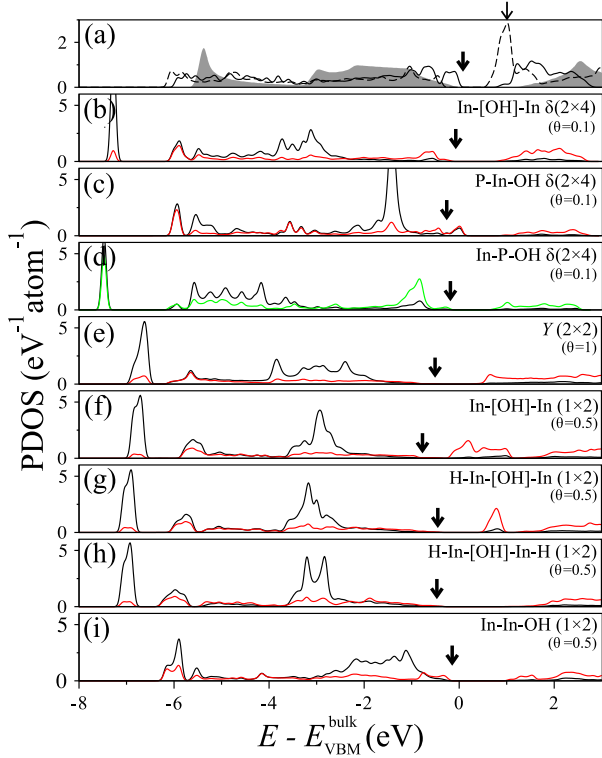 (a)
2
0
(b)
5
0
In-[OH]-In δ(2×4)
(θ=0.1)
(c)
5
0
P-In-OH δ(2×4)
(θ=0.1)
(d)
5
0
In-P-OH δ(2×4)
(θ=0.1)
(e)
5
0
Y (2×2)
(θ=1)
(f)
5
0
In-[OH]-In (1×2)
(θ=0.5)
(g)
5
0
H-In-[OH]-In (1×2)
(θ=0.5)
(h)
5
0
H-In-[OH]-In-H (1×2)
(θ=0.5)
(i)
5
0
In-In-OH (1×2)
(θ=0.5)
PDOS (eV⁻¹ atom⁻¹)
-8 -6 -4 -2 0 2
E - E bulk VBM (eV)